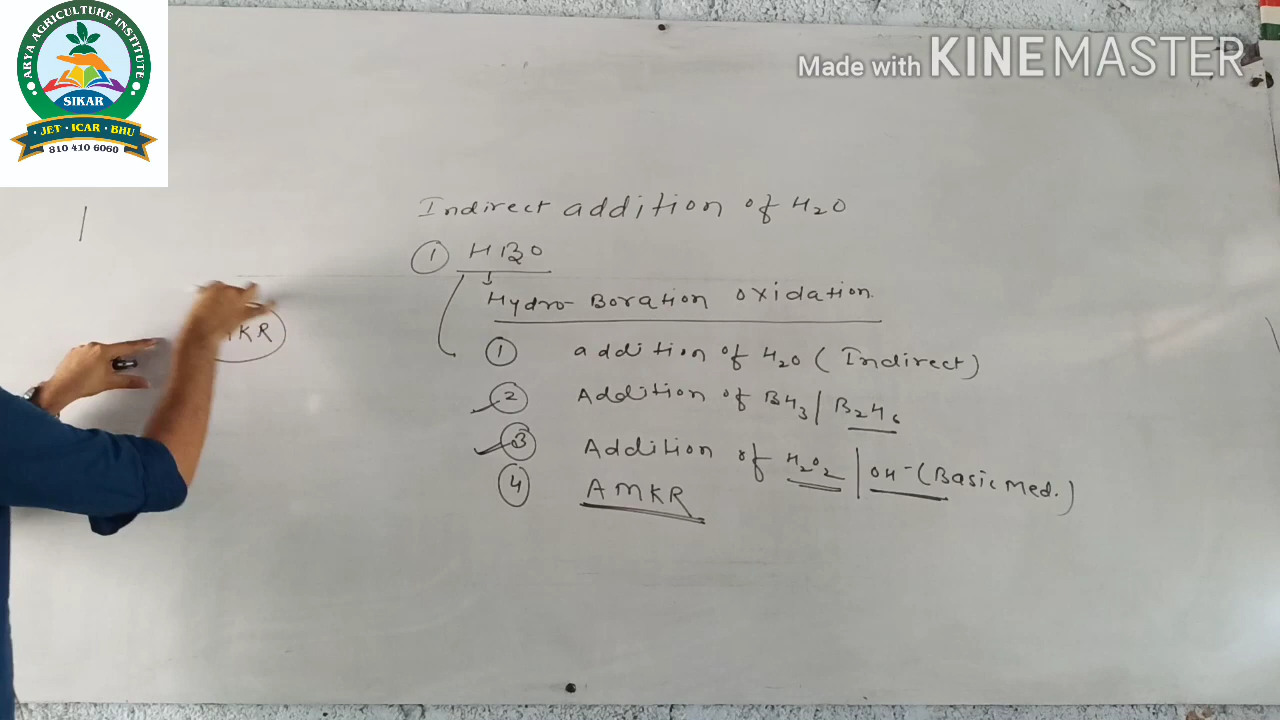 ARYA AGRICULTURE INSTITUTE
SIKAR
· JET · ICAR · BHU ·
810 410 6060
Made with KINEMASTER
Indirect addition of H2O
① HBO
Hydro-Boration oxidation
KR
① addition of H2O (Indirect)
② Addition of BH3 | B2H6
③ Addition of H2O2 | OH- (Basic Med.)
④ AMKR